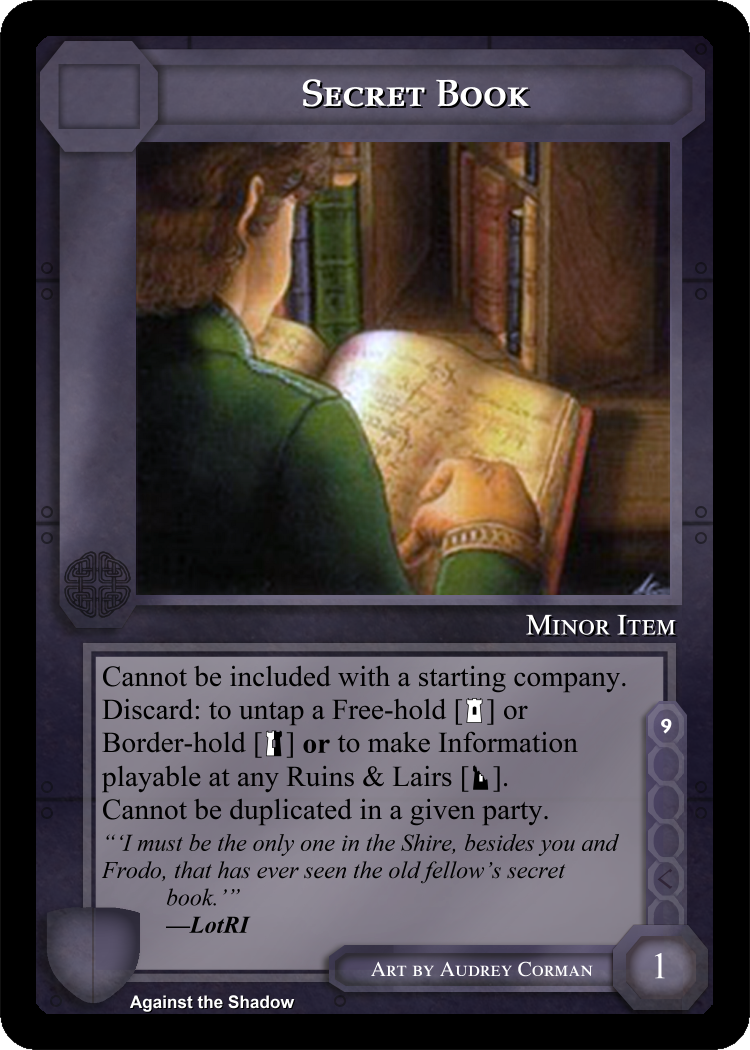 Secret Book
Minor Item
Cannot be included with a starting company.
Discard: to untap a Free-hold [ ] or
Border-hold [ ] or to make Information
playable at any Ruins & Lairs [ ].
Cannot be duplicated in a given party.
“‘I must be the only one in the Shire, besides you and
Frodo, that has ever seen the old fellow’s secret
book.’”
—LotRI
9
Art by Audrey Corman
1
Against the Shadow